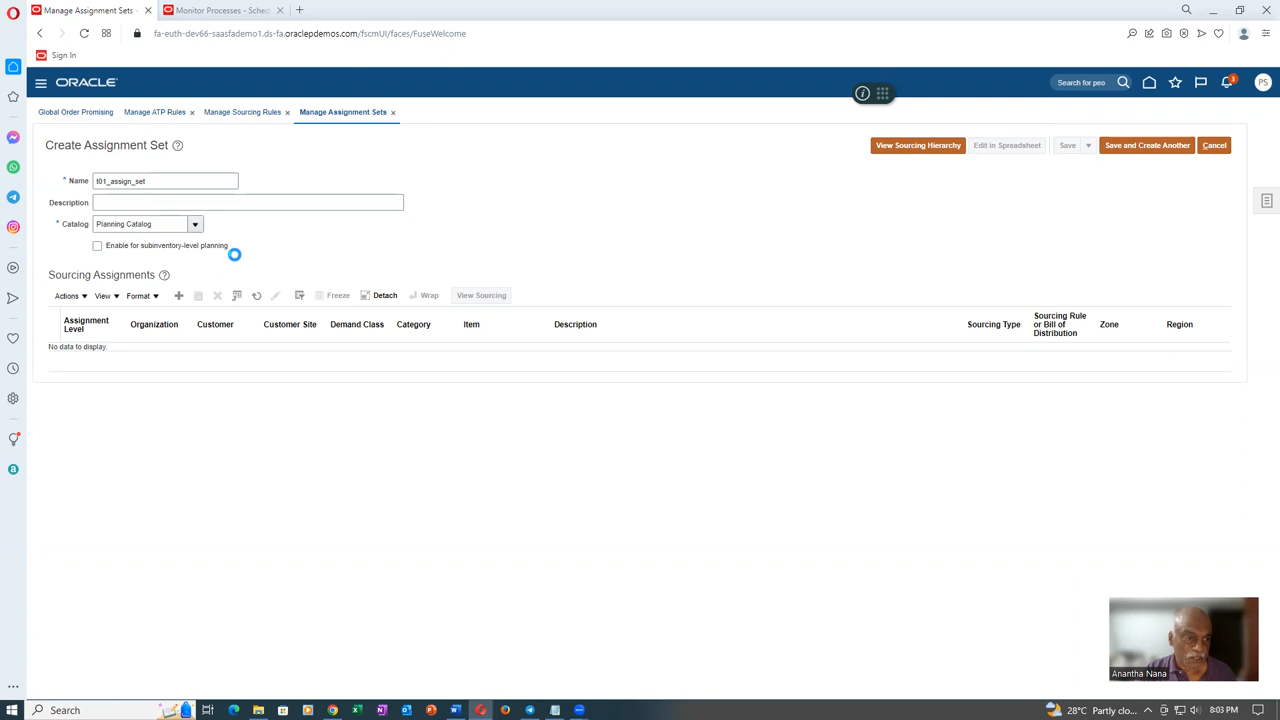 Manage Assignment Sets -
Monitor Processes - Sched
fa-euth-dev66-saasfademo1.ds-fa.oraclepdemos.com/fscmUI/faces/FuseWelcome
Sign In
ORACLE
Search for peo
3
PS
Global Order Promising
Manage ATP Rules
Manage Sourcing Rules
Manage Assignment Sets
Create Assignment Set
View Sourcing Hierarchy
Edit in Spreadsheet
Save
Save and Create Another
Cancel
* Name t01_assign_set
Description
* Catalog Planning Catalog
Enable for subinventory-level planning
Sourcing Assignments
Actions
View
Format
Freeze
Detach
Wrap
View Sourcing
Assignment Level
Organization
Customer
Customer Site
Demand Class
Category
Item
Description
Sourcing Type
Sourcing Rule or Bill of Distribution
Zone
Region
No data to display.
Anantha Nana
Search
28°C Partly clo...
8:03 PM